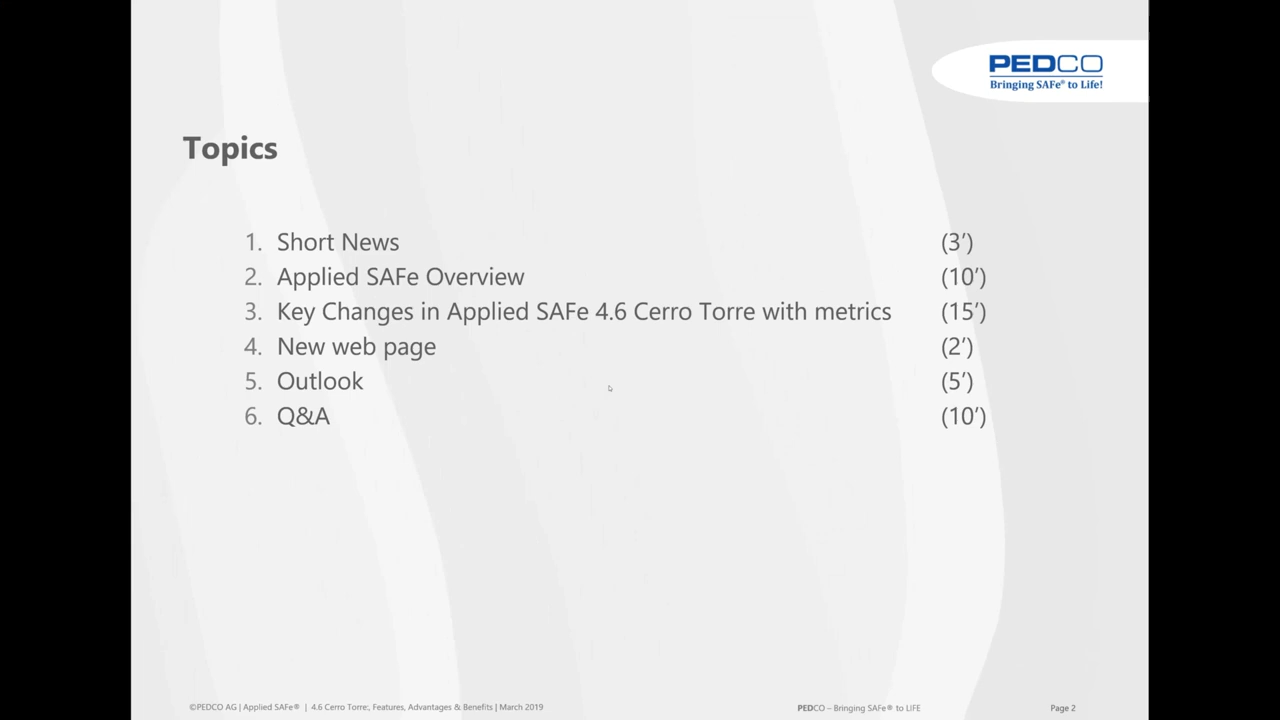 PEDCO
Bringing SAFe® to Life!
Topics
1. Short News (3’)
2. Applied SAFe Overview (10’)
3. Key Changes in Applied SAFe 4.6 Cerro Torre with metrics (15’)
4. New web page (2’)
5. Outlook (5’)
6. Q&A (10’)
©PEDCO AG | Applied SAFe® | 4.6 Cerro Torre:, Features, Advantages & Benefits | March 2019 PEDCO – Bringing SAFe® to LIFE Page 2